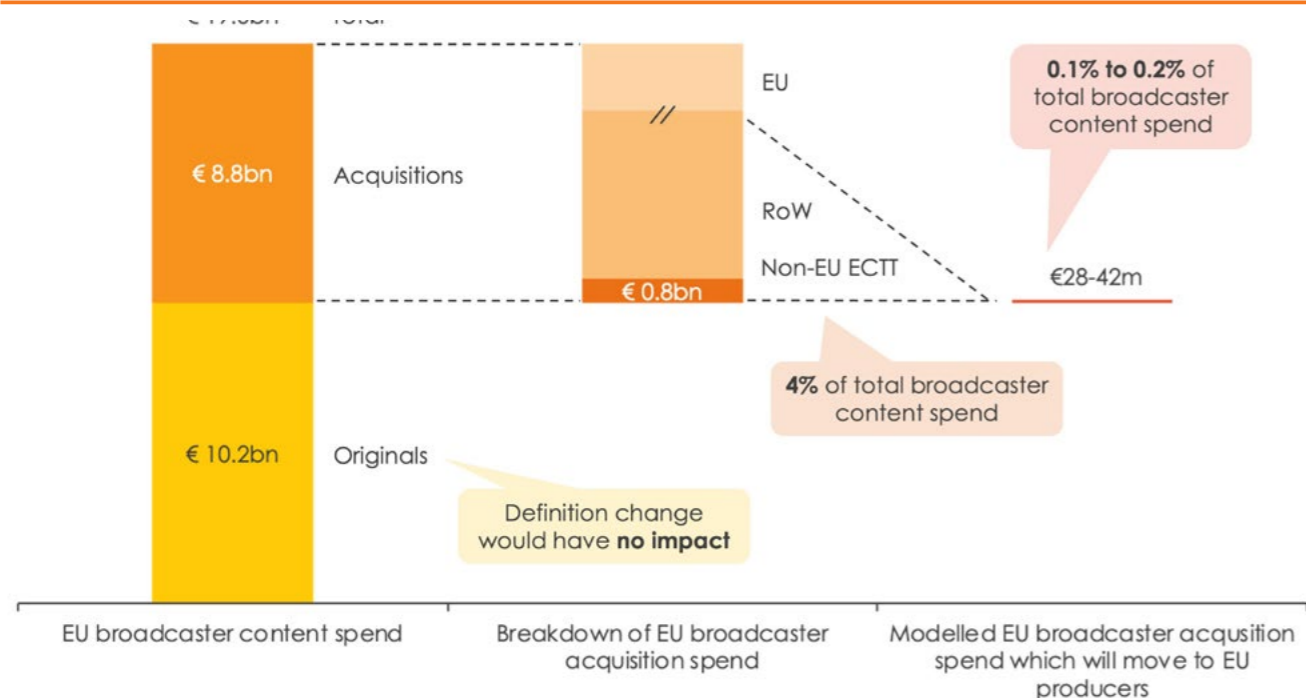 EU
0.1% to 0.2% of
total broadcaster
content spend
€ 8.8bn
Acquisitions
RoW
Non-EU ECTT
€ 0.8bn
€28-42m
4% of total broadcaster
content spend
€ 10.2bn
Originals
Definition change
would have no impact
EU broadcaster content spend
Breakdown of EU broadcaster
acquisition spend
Modelled EU broadcaster acqusition
spend which will move to EU
producers